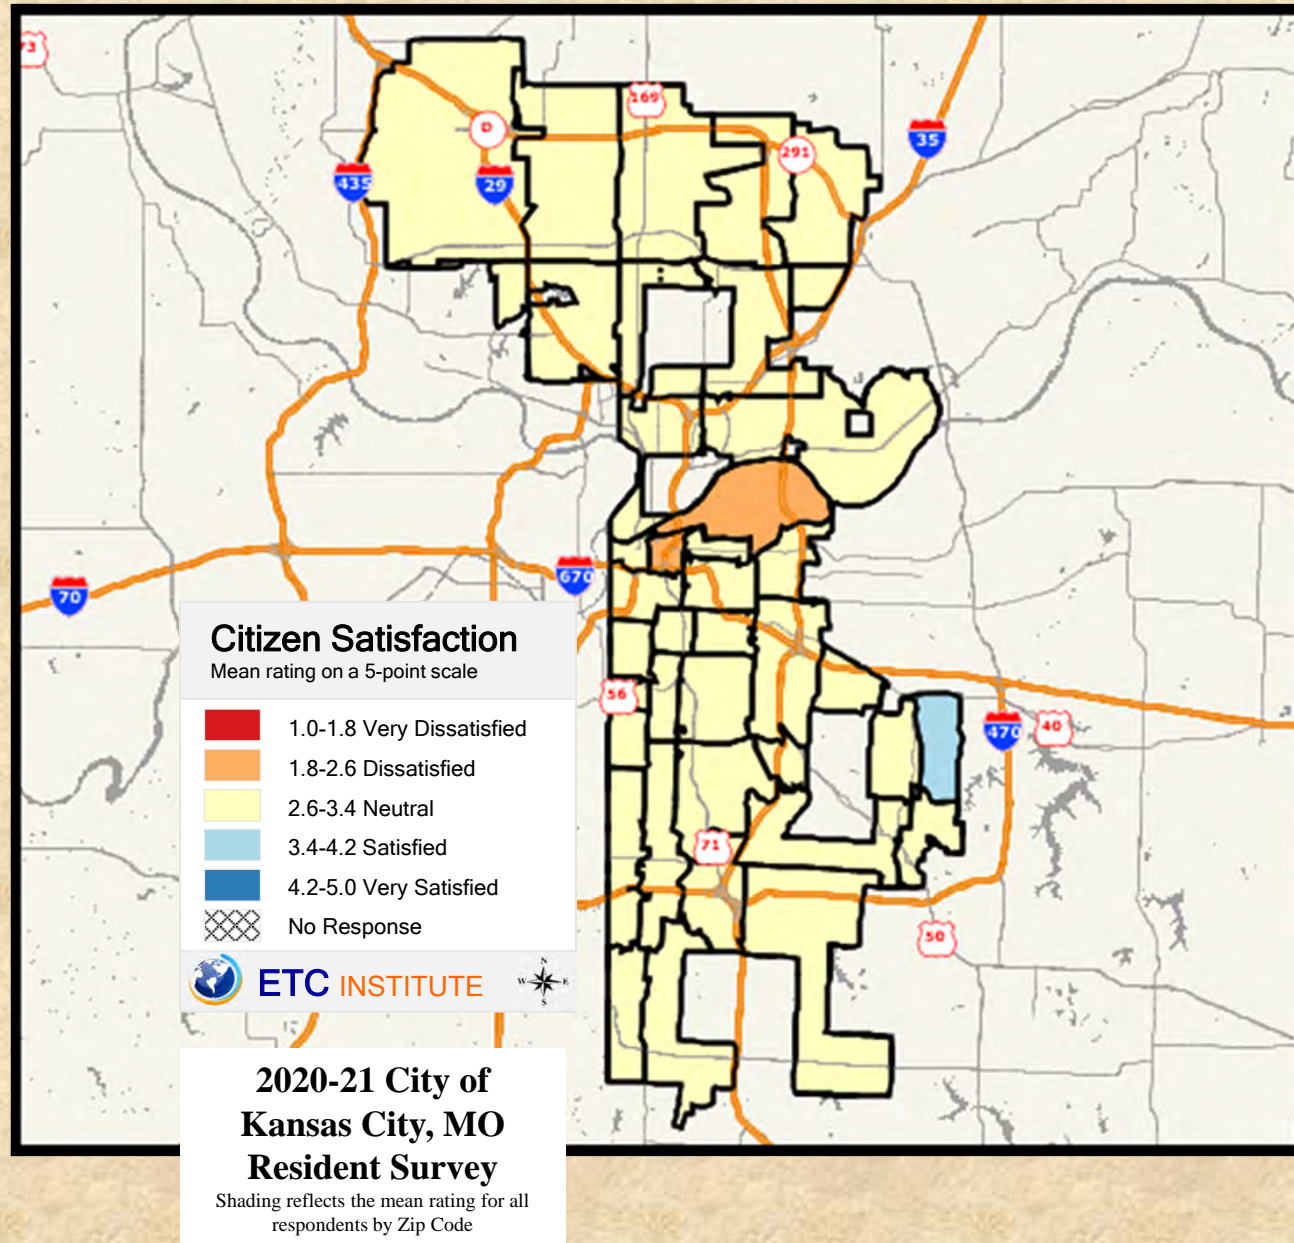 73
169
D
291
35
435
29
70
670
56
470
40
71
50
Citizen Satisfaction
Mean rating on a 5-point scale
1.0-1.8 Very Dissatisfied
1.8-2.6 Dissatisfied
2.6-3.4 Neutral
3.4-4.2 Satisfied
4.2-5.0 Very Satisfied
No Response
ETC INSTITUTE
N
W E
S
2020-21 City of
Kansas City, MO
Resident Survey
Shading reflects the mean rating for all
respondents by Zip Code